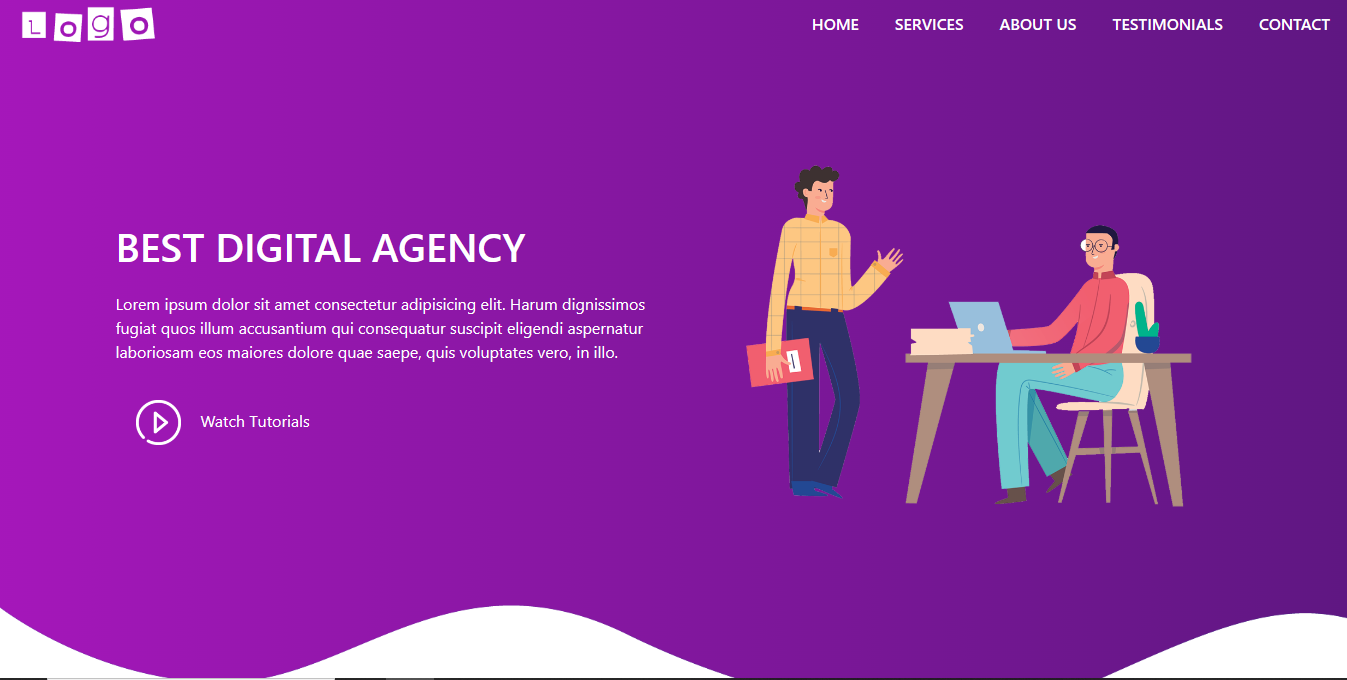 Logo
HOME SERVICES ABOUT US TESTIMONIALS CONTACT
BEST DIGITAL AGENCY
Lorem ipsum dolor sit amet consectetur adipisicing elit. Harum dignissimos
fugiat quos illum accusantium qui consequatur suscipit eligendi aspernatur
laboriosam eos maiores dolore quae saepe, quis voluptates vero, in illo.
Watch Tutorials